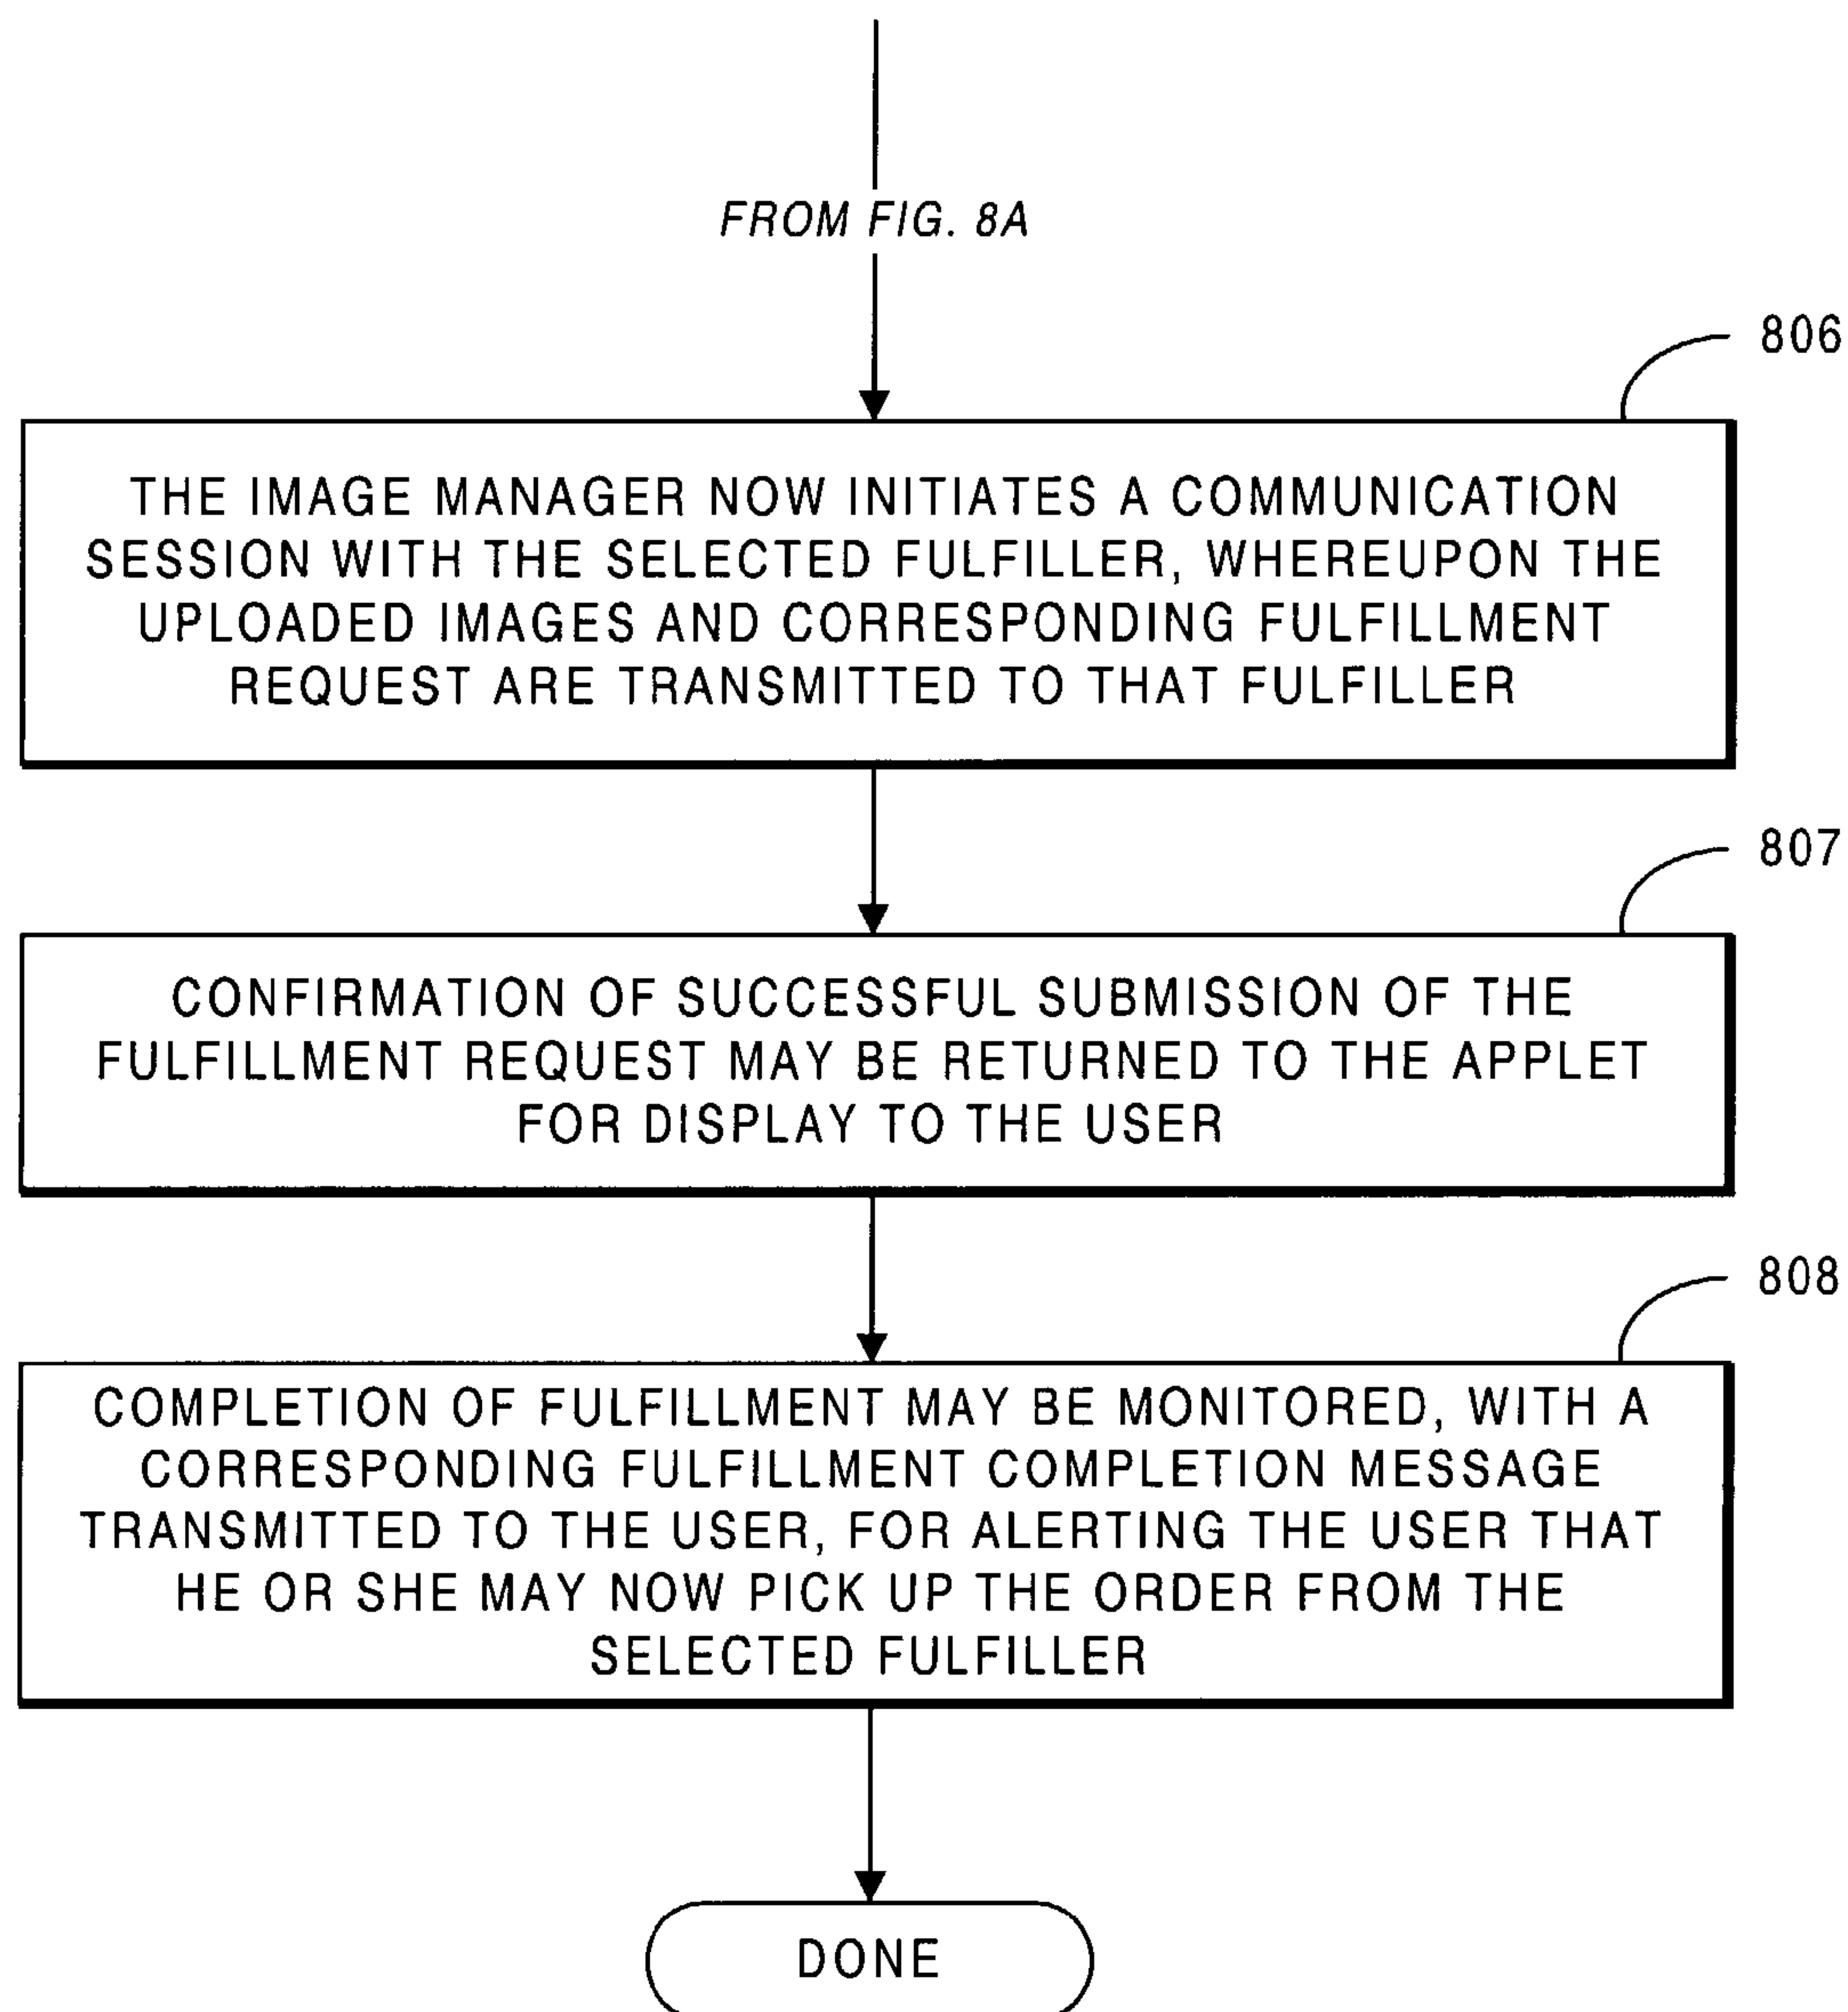 FROM FIG. 8A
806
THE IMAGE MANAGER NOW INITIATES A COMMUNICATION
SESSION WITH THE SELECTED FULFILLER, WHEREUPON THE
UPLOADED IMAGES AND CORRESPONDING FULFILLMENT
REQUEST ARE TRANSMITTED TO THAT FULFILLER
807
CONFIRMATION OF SUCCESSFUL SUBMISSION OF THE
FULFILLMENT REQUEST MAY BE RETURNED TO THE APPLET
FOR DISPLAY TO THE USER
808
COMPLETION OF FULFILLMENT MAY BE MONITORED, WITH A
CORRESPONDING FULFILLMENT COMPLETION MESSAGE
TRANSMITTED TO THE USER, FOR ALERTING THE USER THAT
HE OR SHE MAY NOW PICK UP THE ORDER FROM THE
SELECTED FULFILLER
DONE